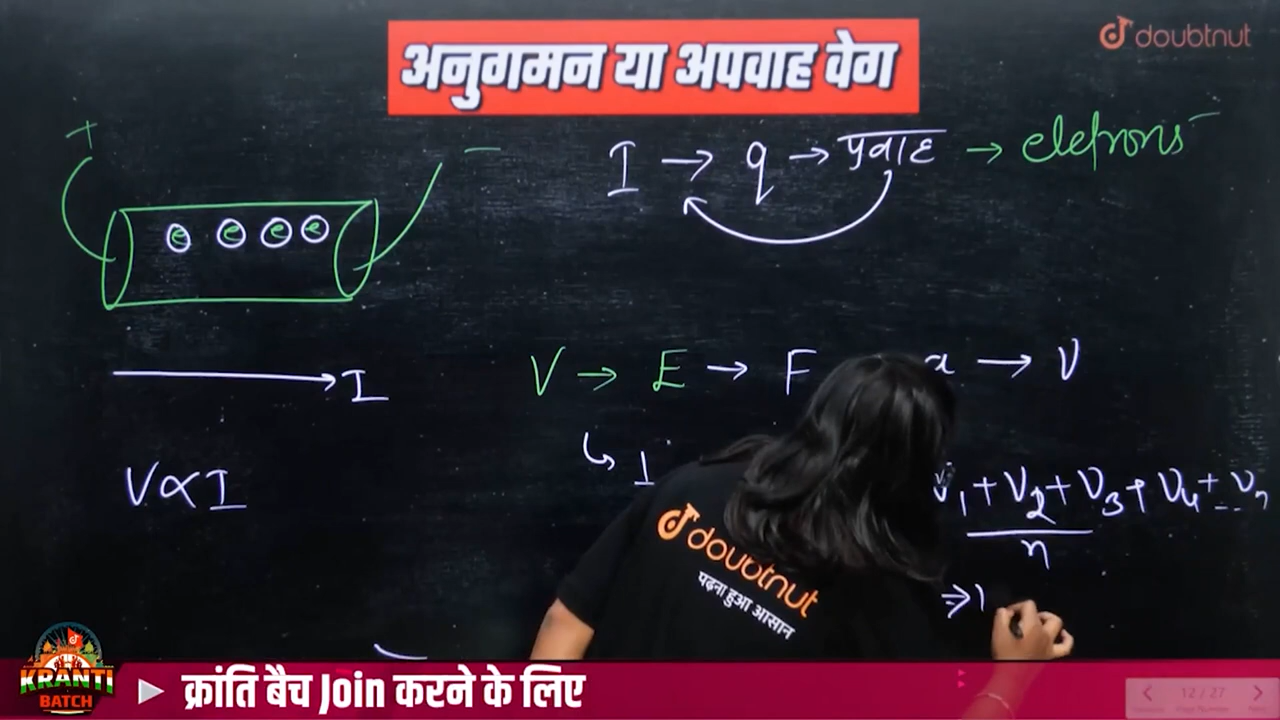 अनुगमन या अपवाह वेग
doubtnut
+
−
I → q → प्रवाह → eletrons⁻
e e e e
I
V → E → F
a → v
V∝I
↳ I
v₁+v₂+v₃+v₄+--vₙ
n
⇒
doubtnut
पढ़ना हुआ आसान
KRANTI
BATCH
क्रांति बैच Join करने के लिए
12 / 27